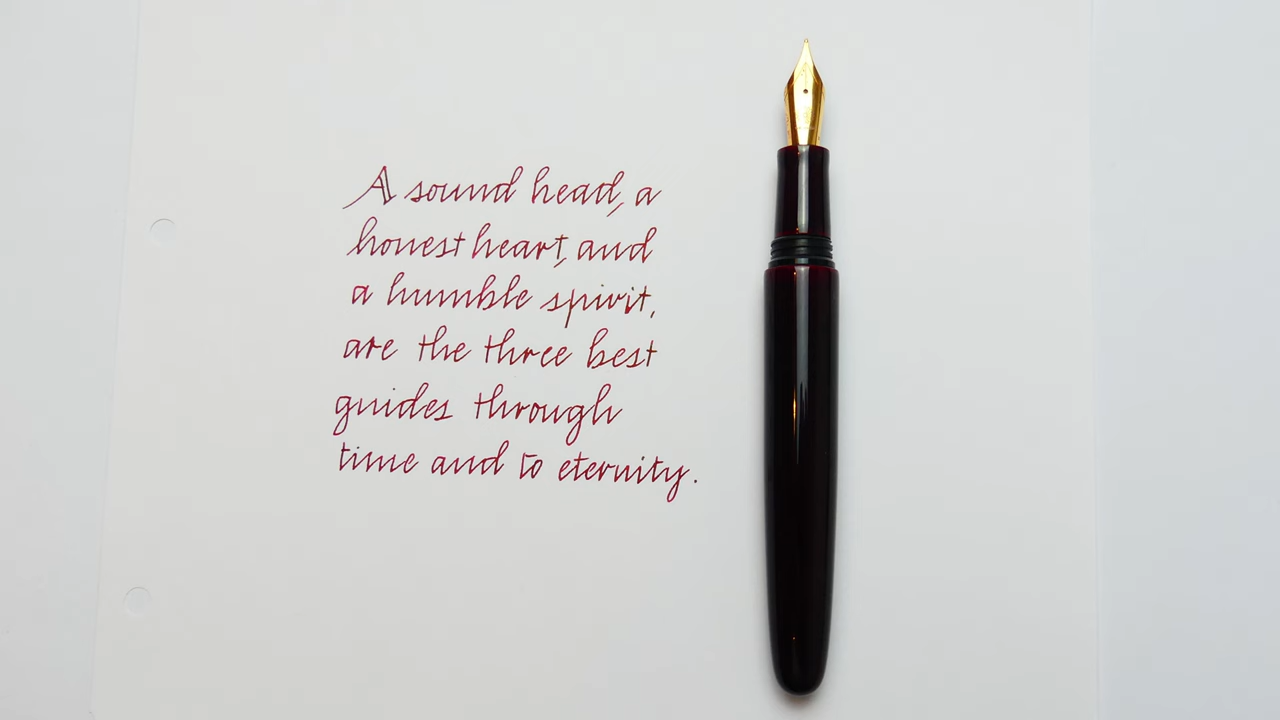 A sound head, a
honest heart, and
a humble spirit,
are the three best
guides through
time and to eternity.